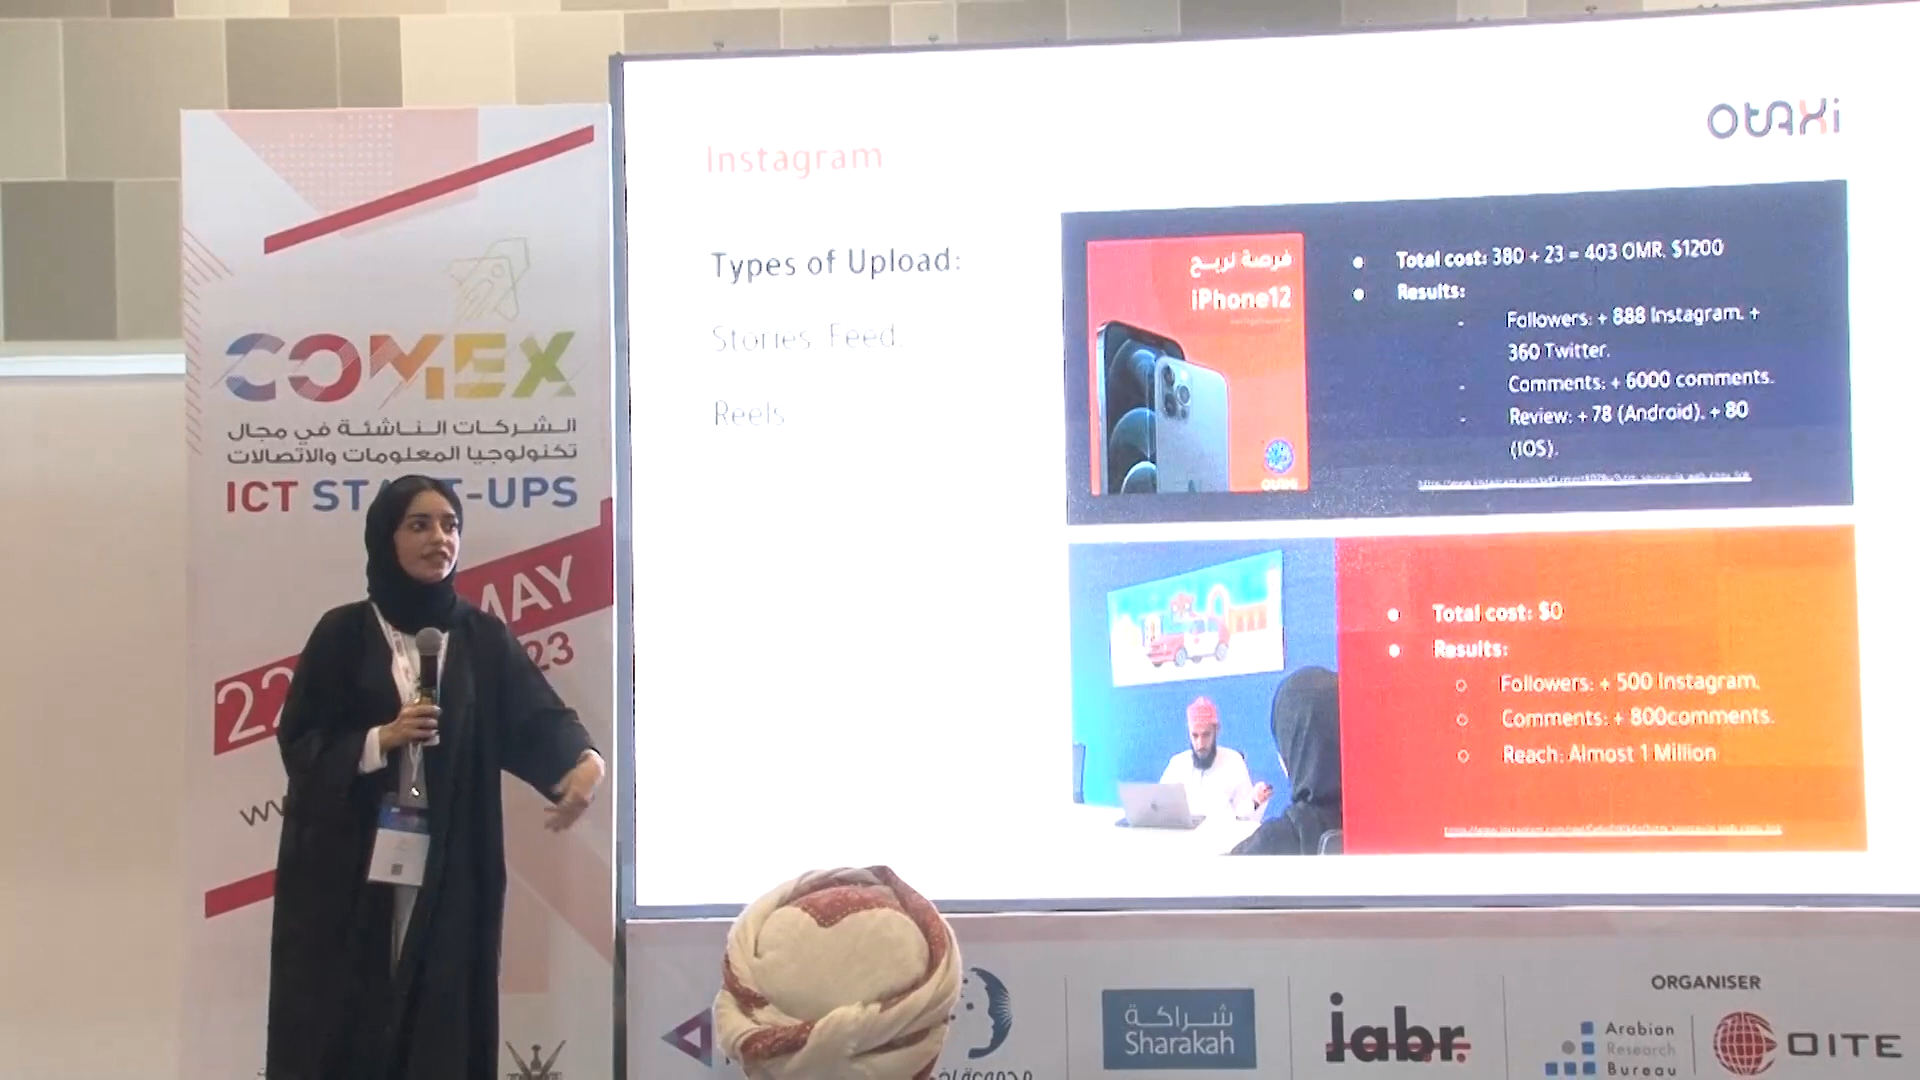 COMEX
الشركات الناشئة في مجال
تكنولوجيا المعلومات والاتصالات
ICT
-UPS
MAY
22
23
otaxi
Instagram
Types of Upload:
Stories. Feed.
Reels
فرصة لربح
iPhone12
Total cost: 380 + 23 = 403 OMR. $1200
Results:
Followers: + 888 Instagram. +
360 Twitter.
Comments: + 6000 comments.
Review: + 78 (Android). + 80
(IOS).
Total cost: $0
Results:
Followers: + 500 Instagram.
Comments: + 800comments.
Reach: Almost 1 Million
شراكة
Sharakah
jabr.
ORGANISER
Arabian
Research
Bureau
OITE